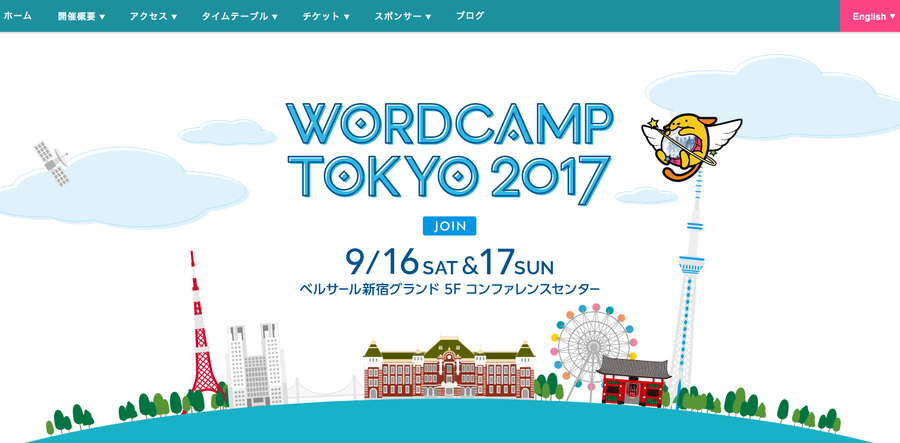 ホーム 開催概要 ▼ アクセス ▼ タイムテーブル ▼ チケット ▼ スポンサー ▼ ブログ English ▼
WORDCAMP
TOKYO 2017
JOIN
9/16 SAT & 17 SUN
ベルサール新宿グランド 5F コンファレンスセンター